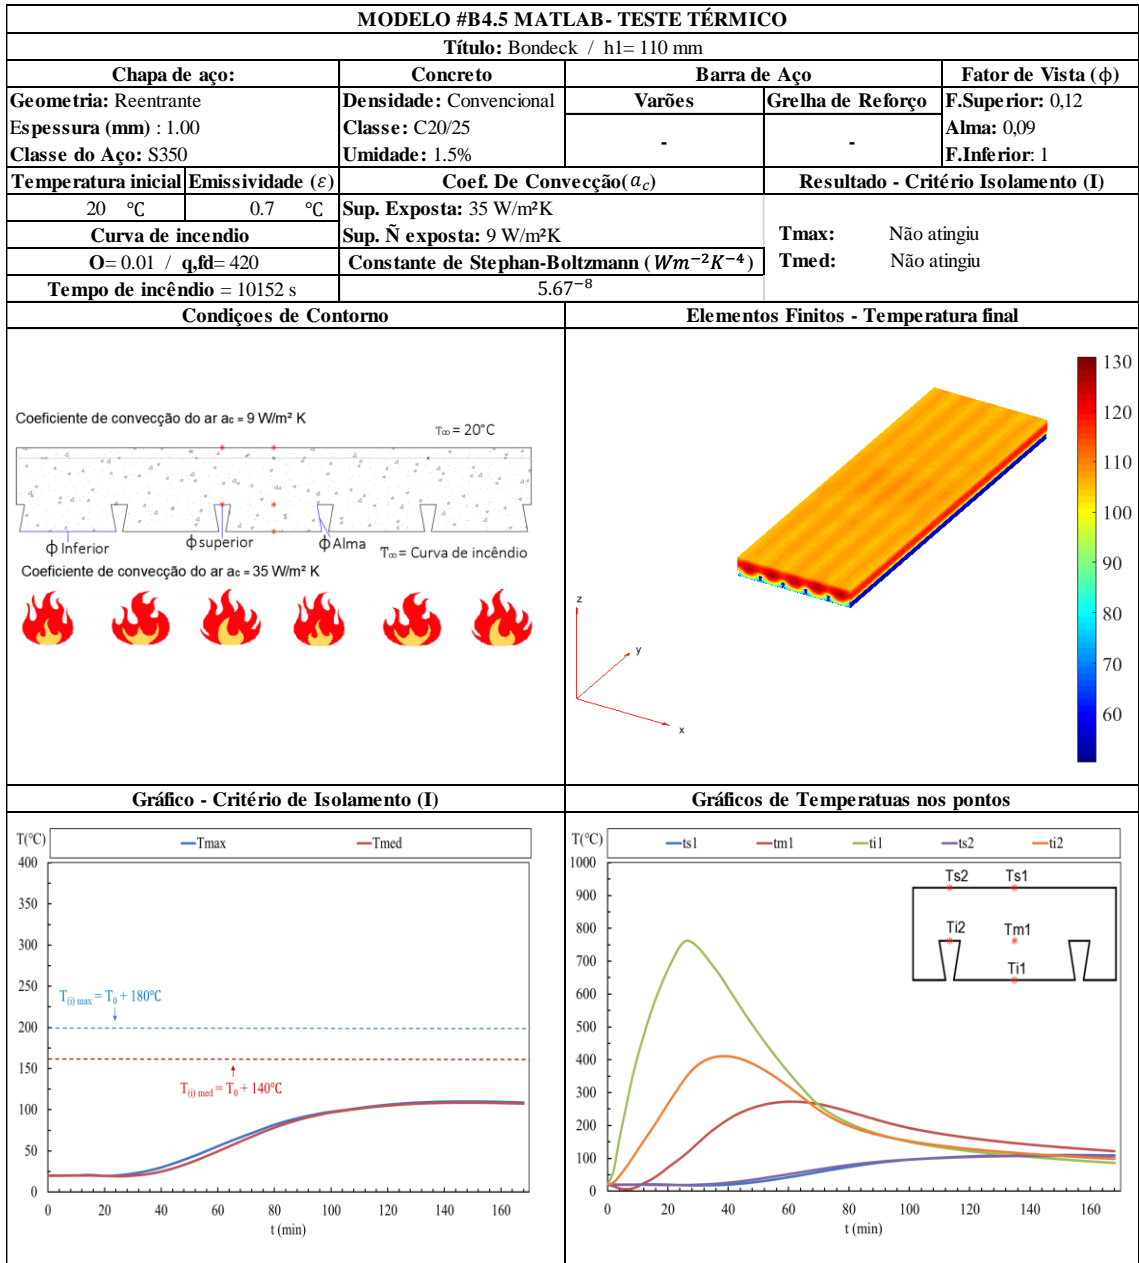 MODELO #B4.5 MATLAB- TESTE TÉRMICO
Título: Bondeck / h1= 110 mm
Chapa de aço:
Concreto
Barra de Aço
Fator de Vista (ϕ)
Geometria: Reentrante
Espessura (mm) : 1.00
Classe do Aço: S350
Densidade: Convencional
Classe: C20/25
Umidade: 1.5%
Varões
Grelha de Reforço
-
-
F.Superior: 0,12
Alma: 0,09
F.Inferior: 1
Temperatura inicial
Emissividade (ε)
Coef. De Convecção(a_c)
Resultado - Critério Isolamento (I)
20 °C
0.7 °C
Sup. Exposta: 35 W/m²K
Sup. Ñ exposta: 9 W/m²K
Curva de incendio
O= 0.01 / q,fd= 420
Tempo de incêndio = 10152 s
Constante de Stephan-Boltzmann (Wm⁻²K⁻⁴)
5.67⁻⁸
Tmax: Não atingiu
Tmed: Não atingiu
Condiçoes de Contorno
Elementos Finitos - Temperatura final
Coeficiente de convecção do ar ac = 9 W/m² K
T∞ = 20°C
ϕ Inferior
ϕ superior
ϕ Alma
T∞= Curva de incêndio
Coeficiente de convecção do ar ac = 35 W/m² K
z
y
x
130
120
110
100
90
80
70
60
Gráfico - Critério de Isolamento (I)
Gráficos de Temperatuas nos pontos
T(°C)
Tmax
Tmed
400
350
300
250
200
150
100
50
0
T(i) max = T0 + 180°C
T(i) med = T0 + 140°C
0 20 40 60 80 100 120 140 160
t (min)
T(°C)
ts1
tm1
ti1
ts2
ti2
1000
900
800
700
600
500
400
300
200
100
0
Ts2
Ts1
Ti2
Tm1
Ti1
0 20 40 60 80 100 120 140 160
t (min)